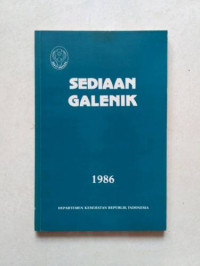 SEDIAAN
GALENIK
1986
DEPARTEMEN KESEHATAN REPUBLIK INDONESIA